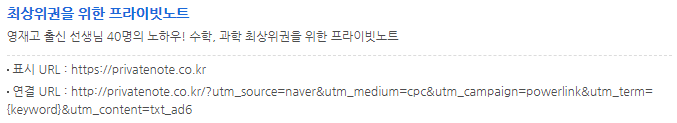 최상위권을 위한 프라이빗노트
영재고 출신 선생님 40명의 노하우! 수학, 과학 최상위권을 위한 프라이빗노트
• 표시 URL : https://privatenote.co.kr
• 연결 URL : http://privatenote.co.kr/?utm_source=naver&utm_medium=cpc&utm_campaign=powerlink&utm_term=
{keyword}&utm_content=txt_ad6